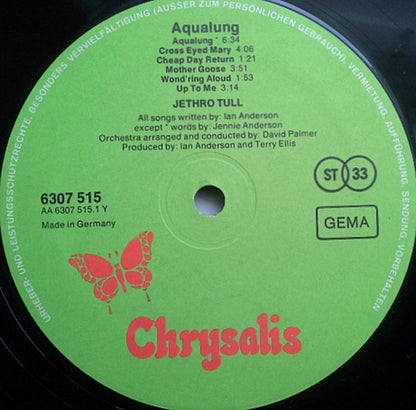 URHEBER- UND LEISTUNGSSCHUTZRECHTE, BESONDERS VERVIELFÄLTIGUNG (AUSSER ZUM PERSÖNLICHEN GEBRAUCH), VERMIETUNG, AUFFÜHRUNG, SENDUNG VORBEHALTEN
Aqualung
Aqualung * 6:34
Cross Eyed Mary 4:06
Cheap Day Return 1:21
Mother Goose 3:51
Wond'ring Aloud 1:53
Up To Me 3:14
JETHRO TULL
All songs written by: Ian Anderson
except * words by: Jennie Anderson
Orchestra arranged and conducted by: David Palmer
Produced by: Ian Anderson and Terry Ellis
6307 515
AA 6307 515.1 Y
Made in Germany
ST 33
GEMA
Chrysalis